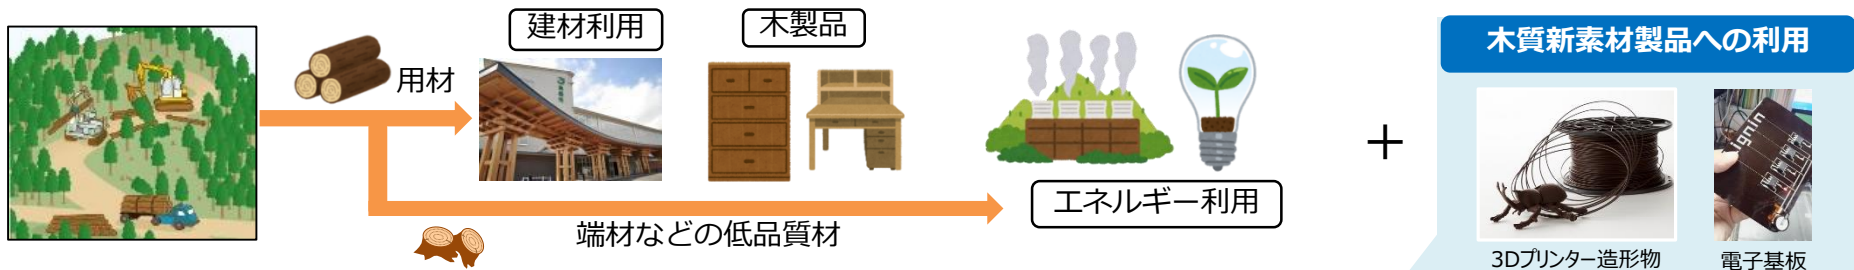 建材利用
木製品
木質新素材製品への利用
用材
lignin
+
エネルギー利用
端材などの低品質材
3Dプリンター造形物
電子基板